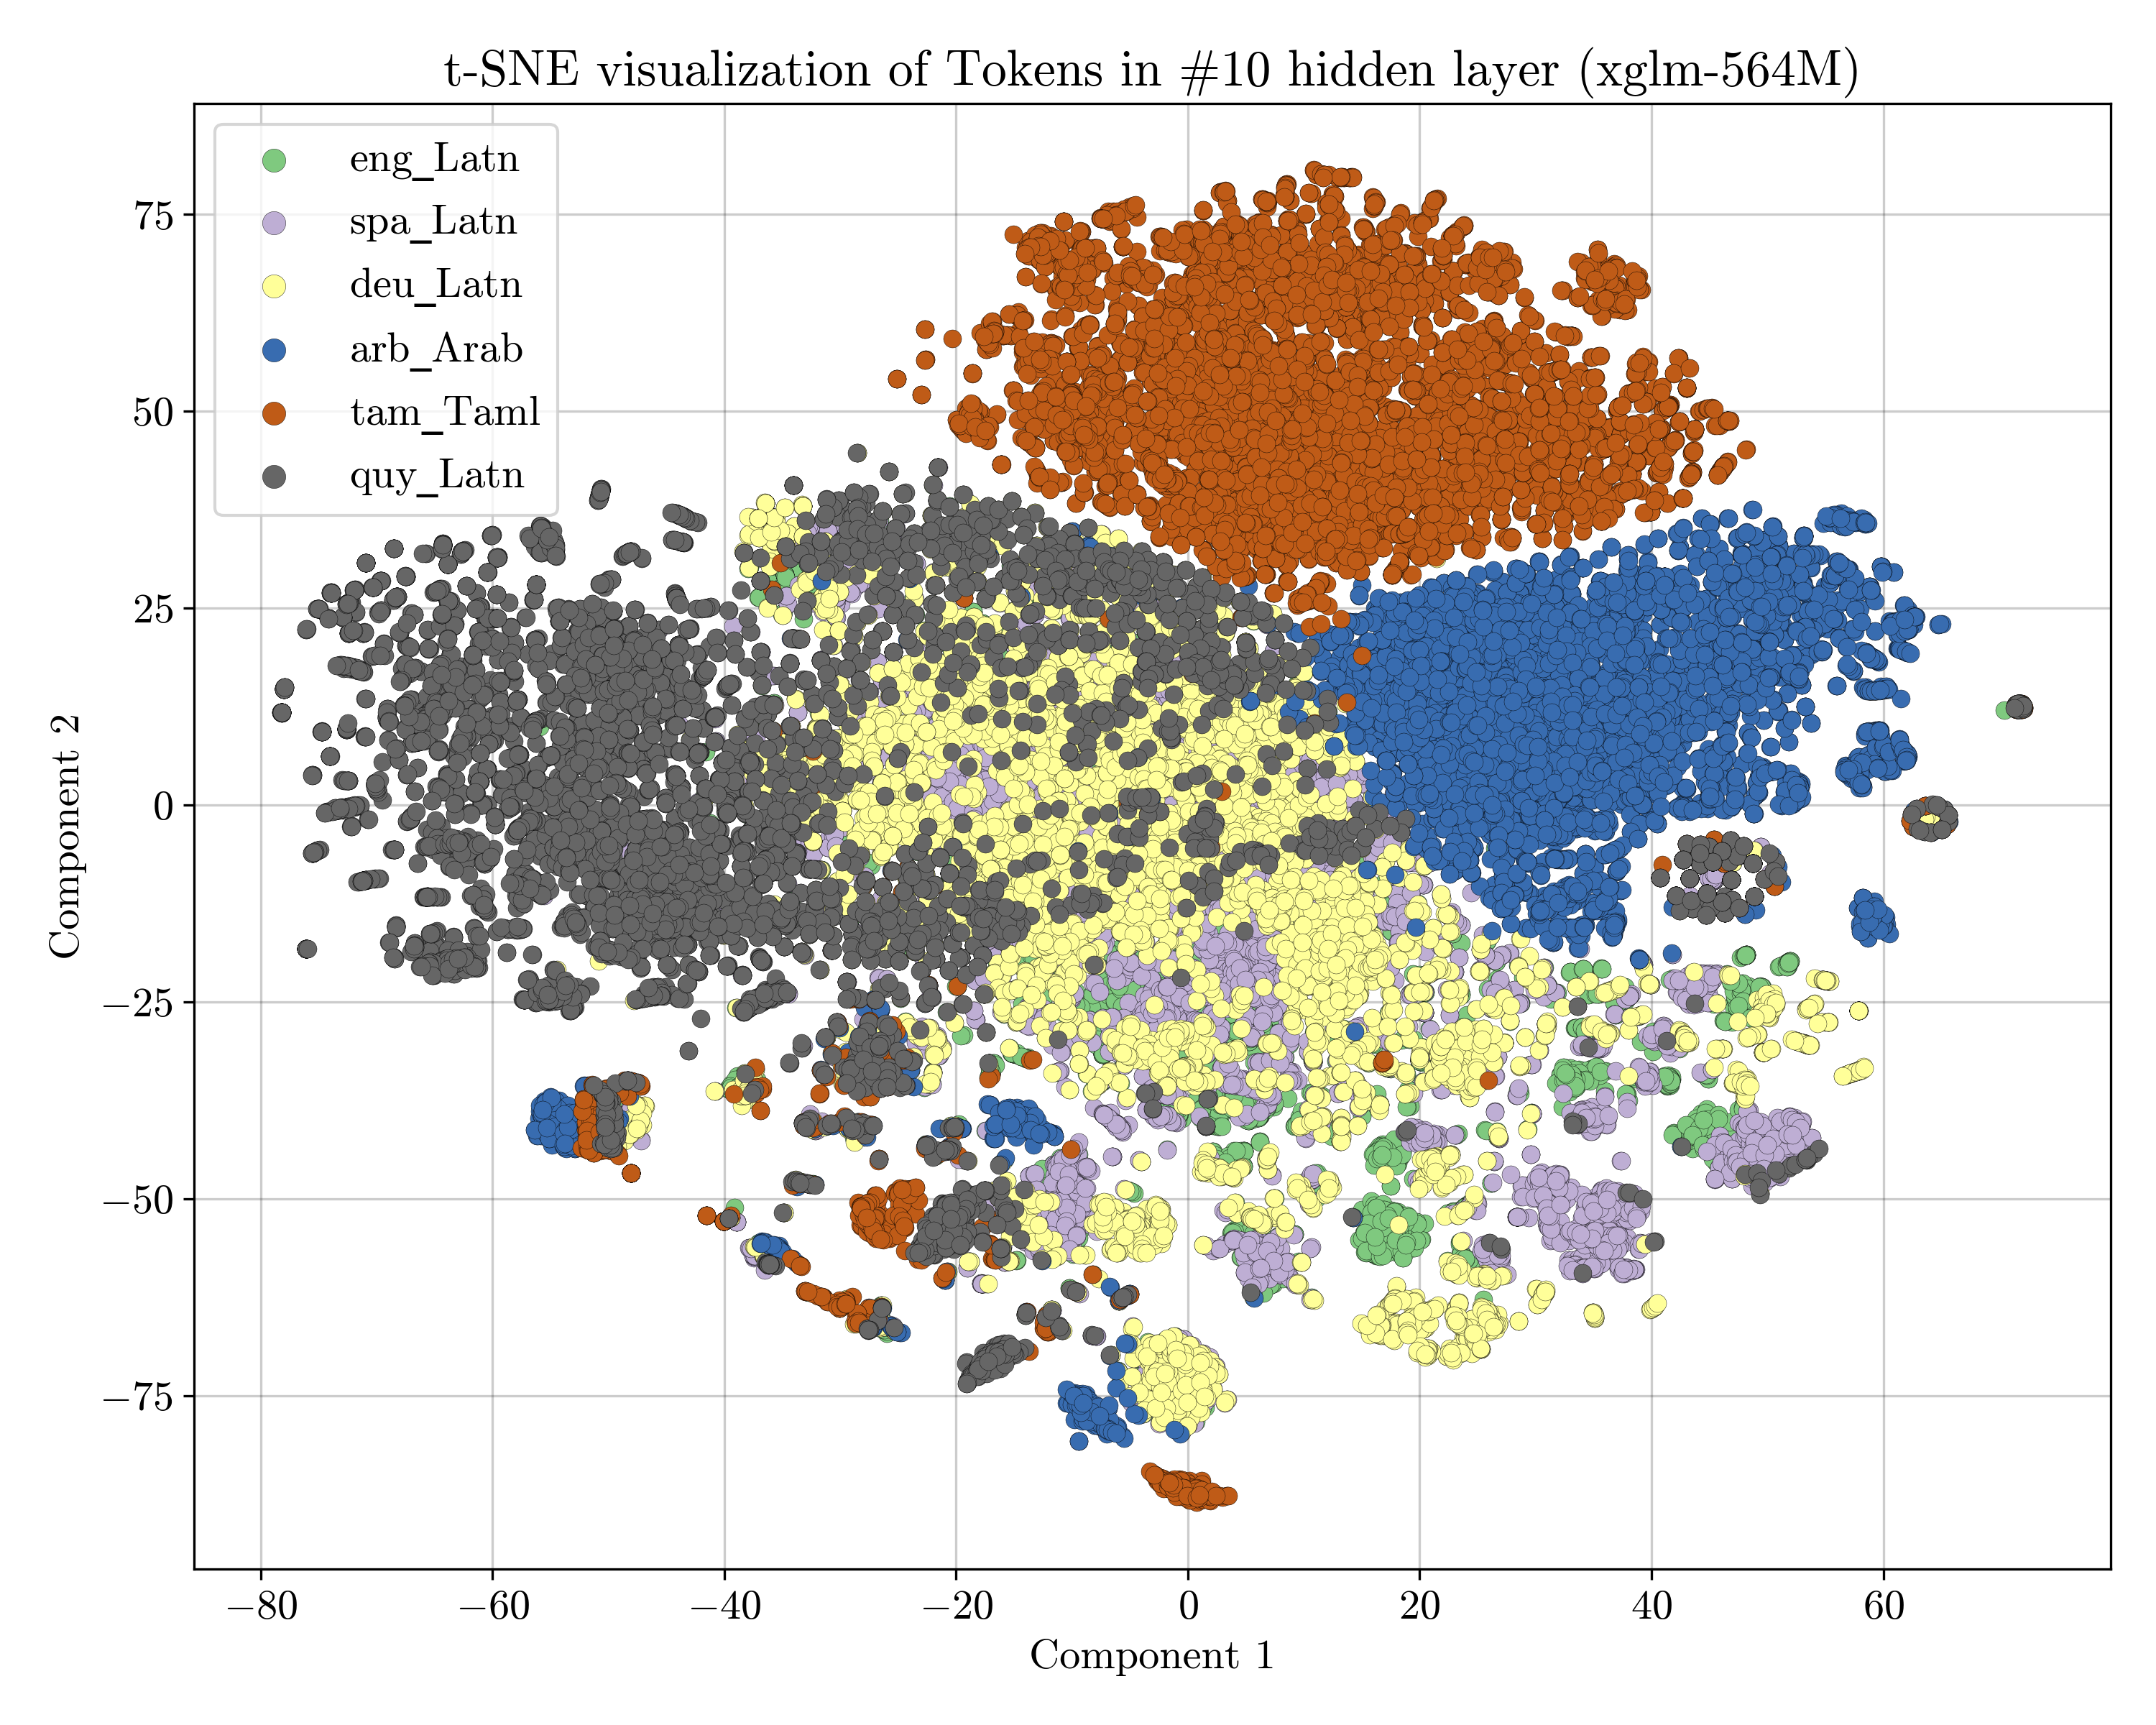 t-SNE visualization of Tokens in #10 hidden layer (xglm-564M)
eng_Latn
spa_Latn
deu_Latn
arb_Arab
tam_Taml
quy_Latn
75
50
25
0
−25
−50
−75
Component 2
−80
−60
−40
−20
0
20
40
60
Component 1